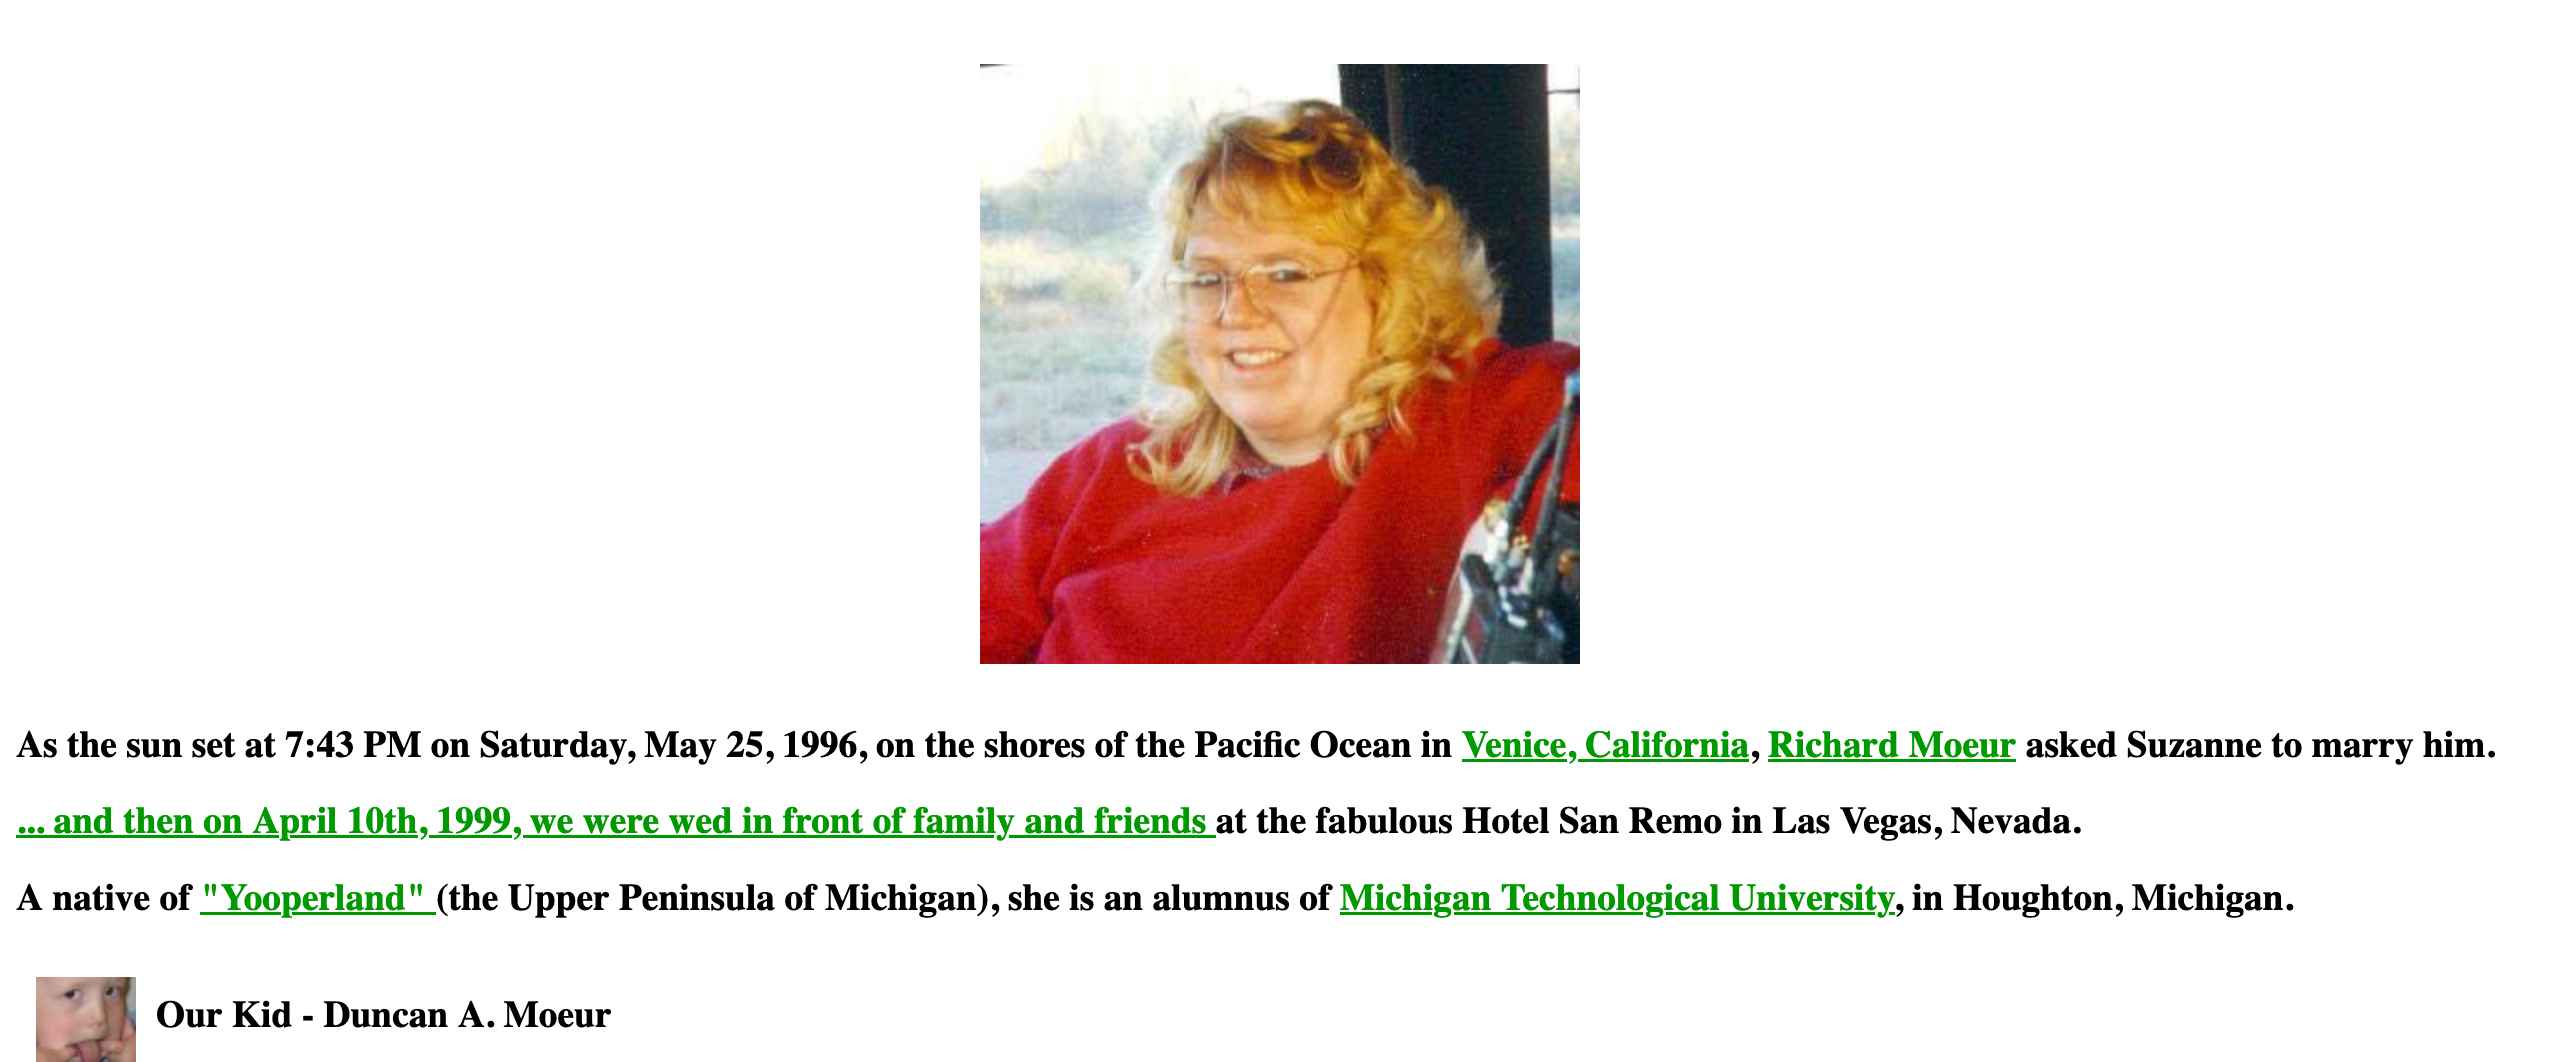 As the sun set at 7:43 PM on Saturday, May 25, 1996, on the shores of the Pacific Ocean in Venice, California, Richard Moeur asked Suzanne to marry him.
... and then on April 10th, 1999, we were wed in front of family and friends at the fabulous Hotel San Remo in Las Vegas, Nevada.
A native of "Yooperland" (the Upper Peninsula of Michigan), she is an alumnus of Michigan Technological University, in Houghton, Michigan.
Our Kid - Duncan A. Moeur